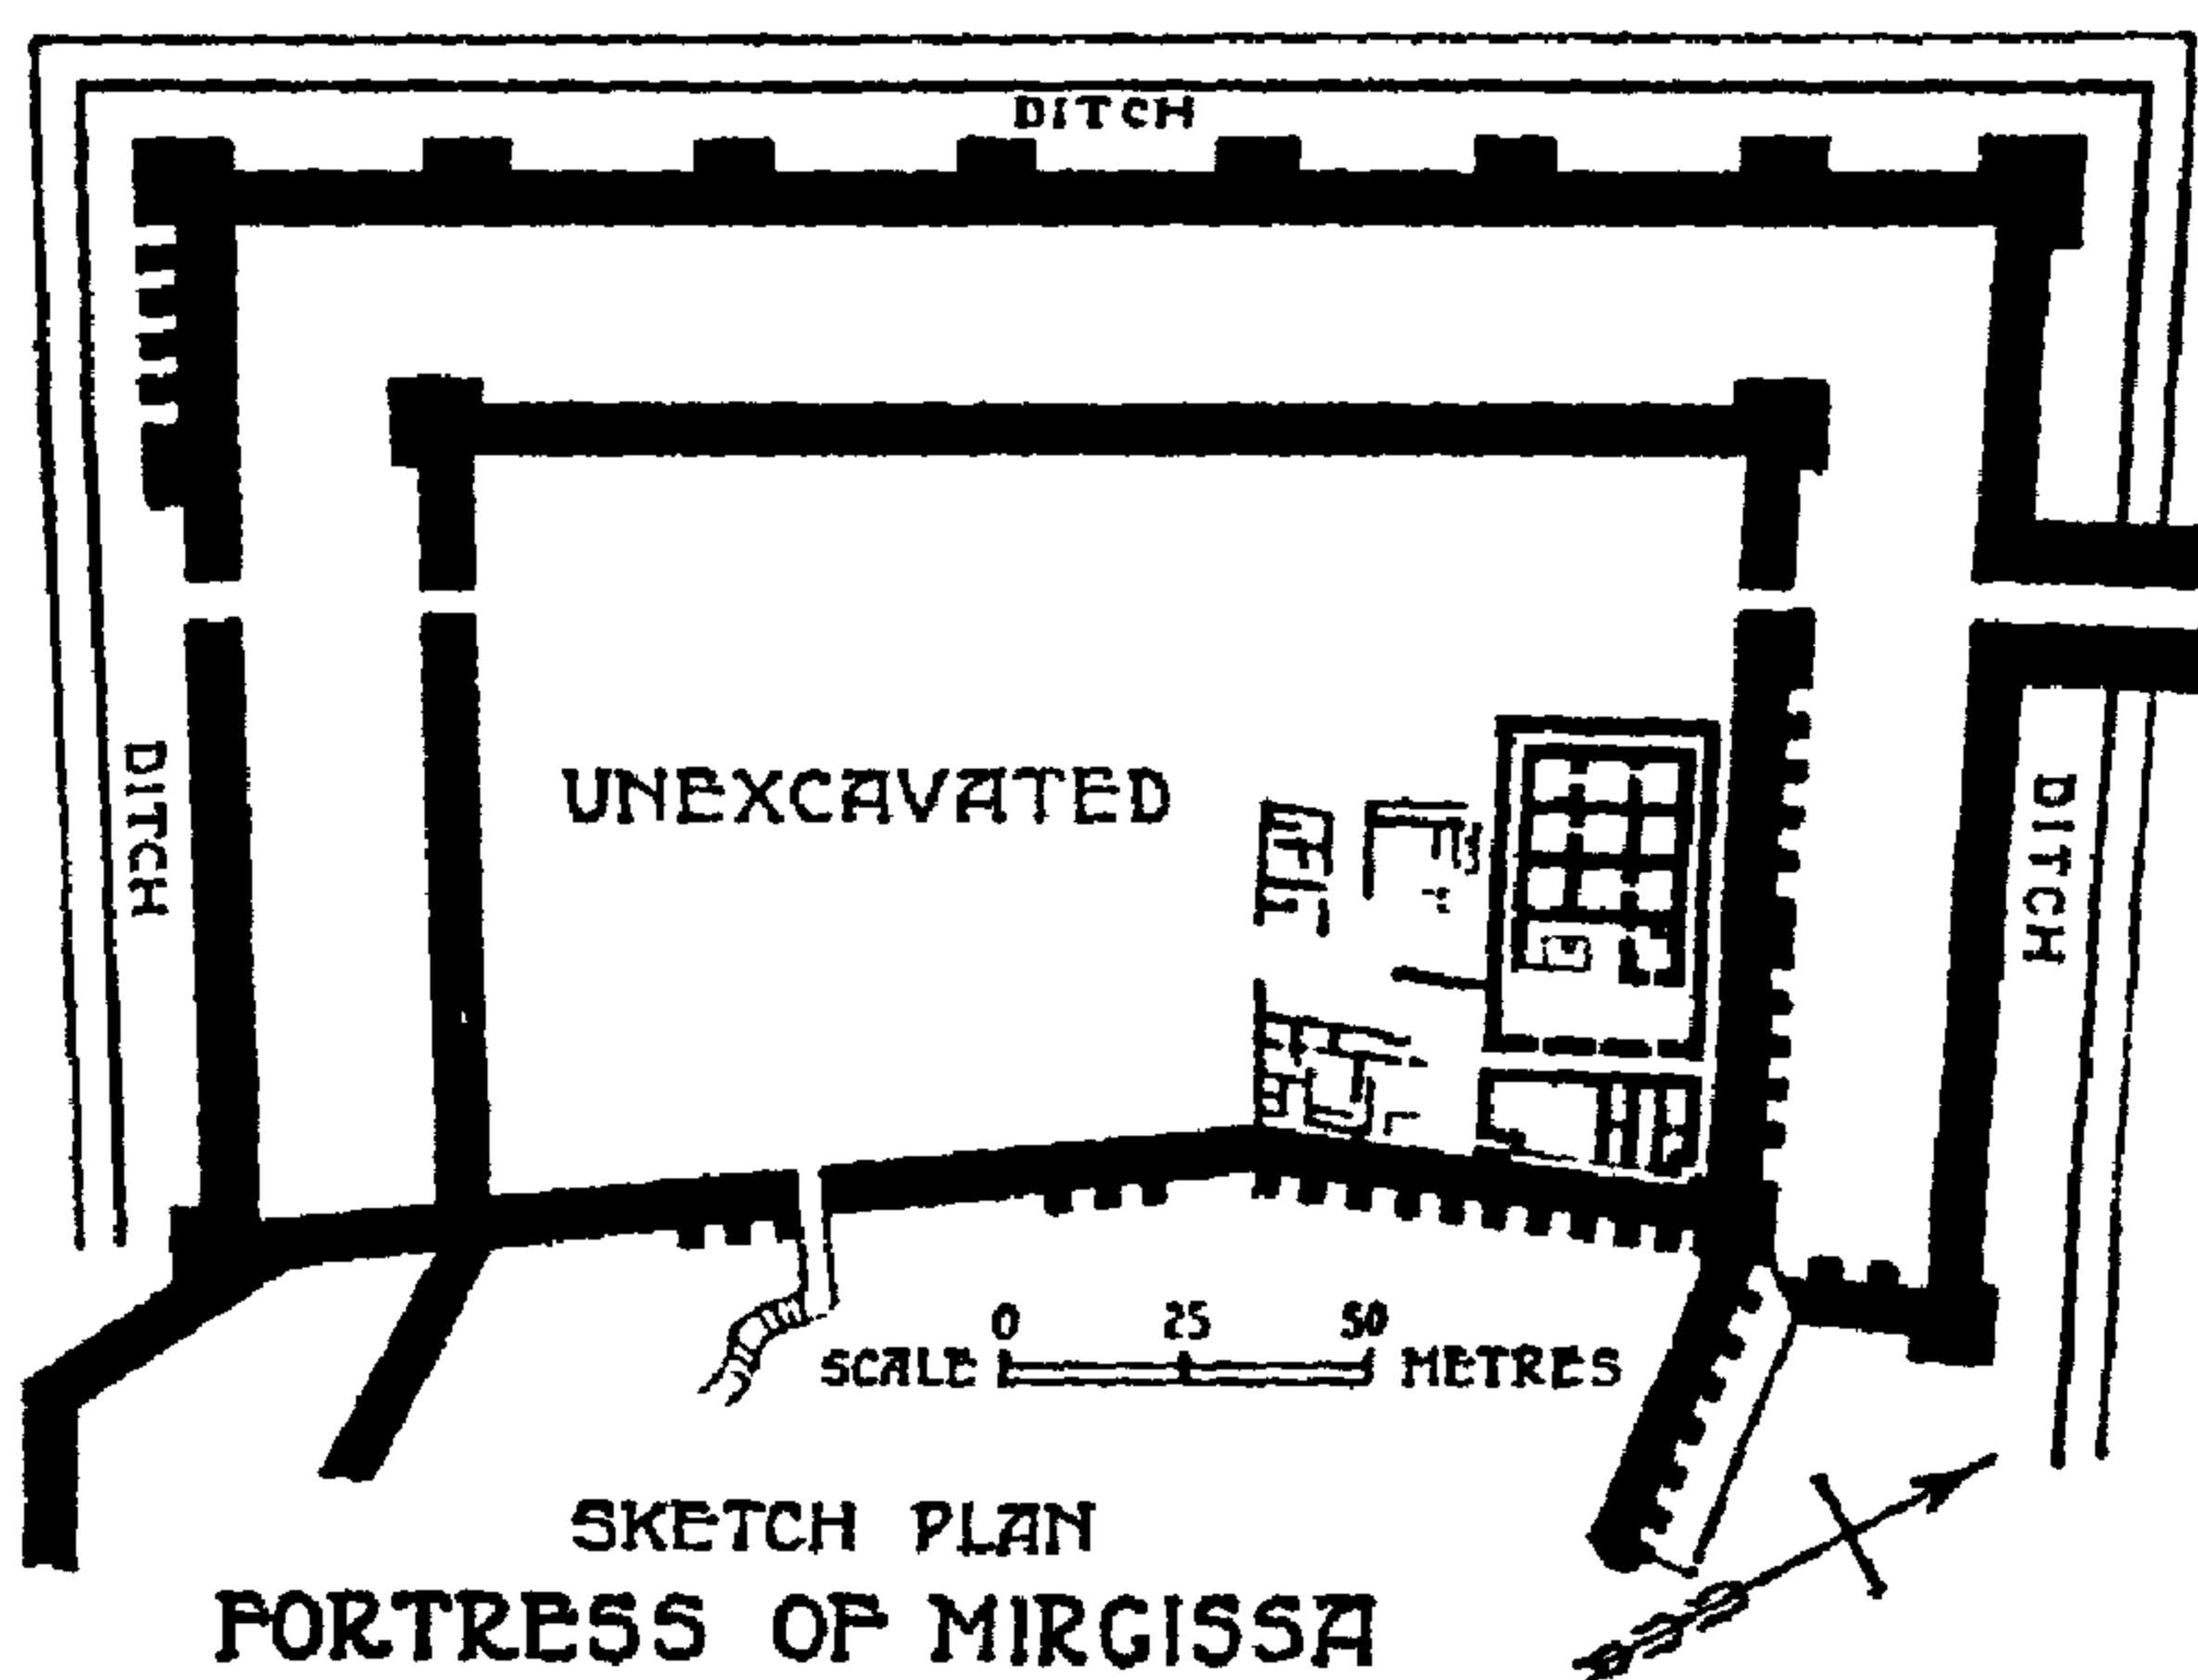 DITCH
UNEXCAVATED
DITCH
DITCH
0 25 50
SCALE METRES
SKETCH PLAN
FORTRESS OF MIRGISSA